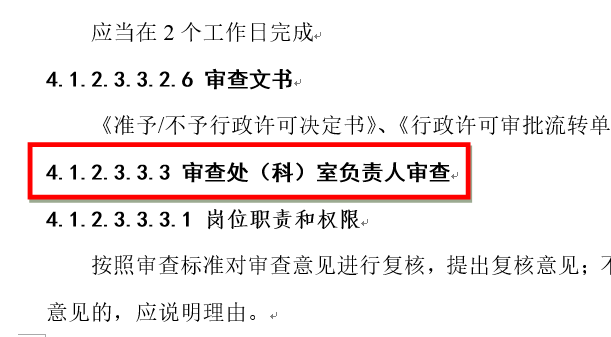 应当在 2 个工作日完成
4.1.2.3.3.2.6 审查文书
《准予/不予行政许可决定书》、《行政许可审批流转单
4.1.2.3.3.3 审查处（科）室负责人审查
4.1.2.3.3.3.1 岗位职责和权限
按照审查标准对审查意见进行复核，提出复核意见；不
意见的，应说明理由。